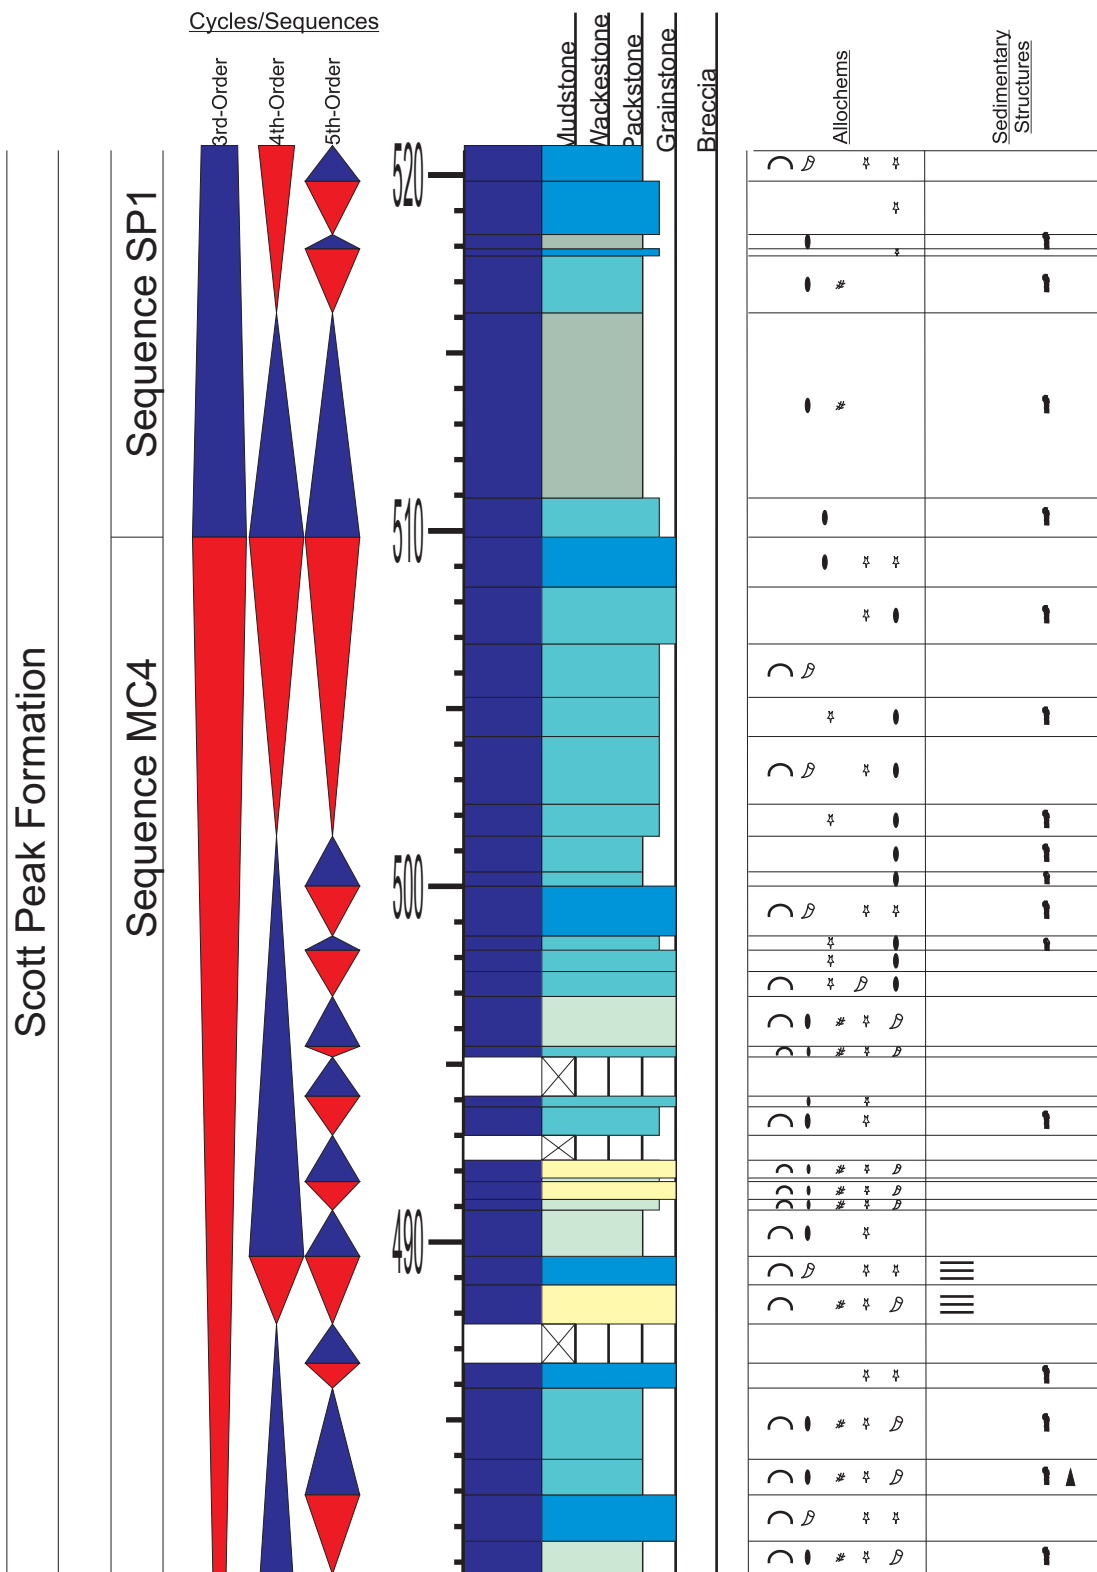 Cycles/Sequences
3rd-Order
4th-Order
5th-Order
Mudstone
Wackestone
Packstone
Grainstone
Breccia
Allochems
Sedimentary
Structures
Scott Peak Formation
Sequence SP1
Sequence MC4
520
510
500
490